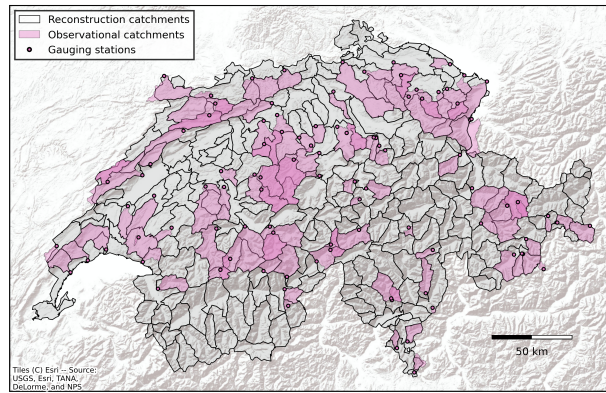 Reconstruction catchments
Observational catchments
Gauging stations
50 km
Tiles (C) Esri -- Source:
USGS, Esri, TANA,
DeLorme, and NPS